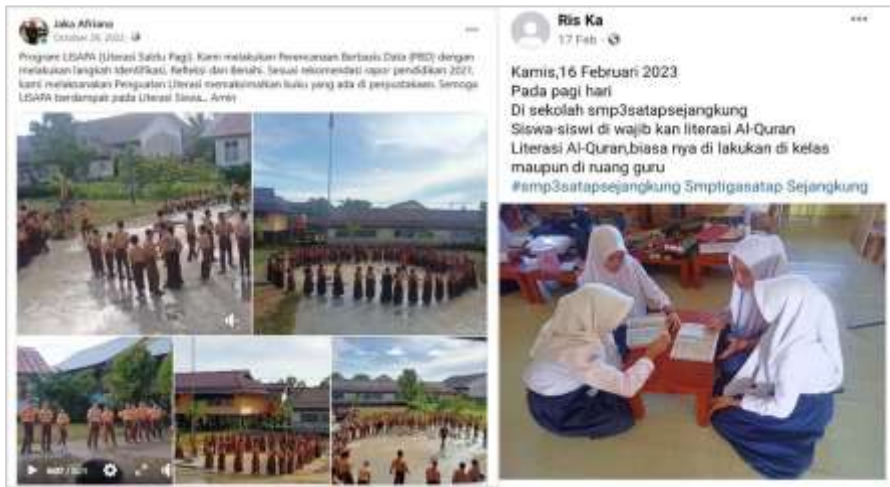 Jaka Afriana
October 26, 2022
Program LISAPA (Literasi Sabtu Pagi). Kami melakukan Perencanaan Berbasis Data (PBD) dengan
melakukan langkah Identifikasi, Refleksi dan Benahi. Sesuai rekomendasi rapor pendidikan 2021,
kami melaksanakan Penguatan Literasi memaksimalkan buku yang ada di perpustakaan. Semoga
LISAPA berdampak pada Literasi Siswa... Amin
Ris Ka
17 Feb
Kamis,16 Februari 2023
Pada pagi hari
Di sekolah smp3satapsejangkung
Siswa-siswi di wajib kan literasi Al-Quran
Literasi Al-Quran,biasa nya di lakukan di kelas
maupun di ruang guru
#smp3satapsejangkung Smptigasatap Sejangkung